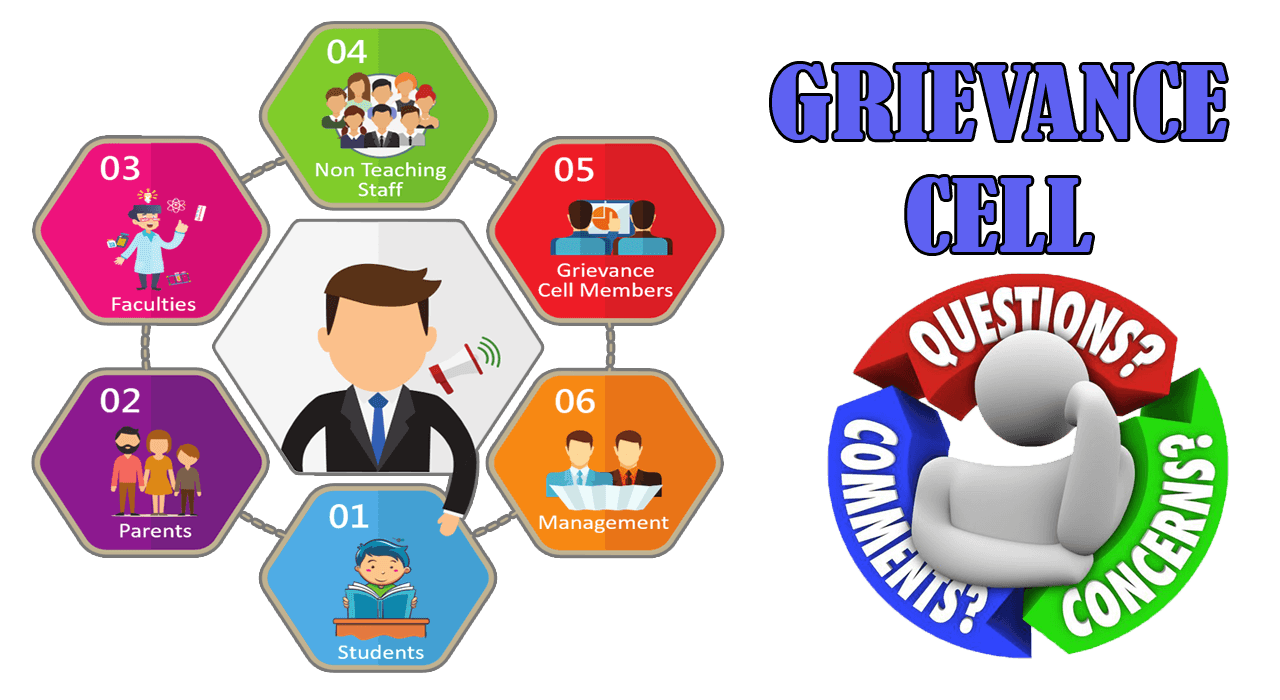 04
Non Teaching
Staff
03
Faculties
05
Grievance
Cell Members
02
Parents
06
Management
01
Students
GRIEVANCE
CELL
QUESTIONS?
COMMENTS?
CONCERNS?